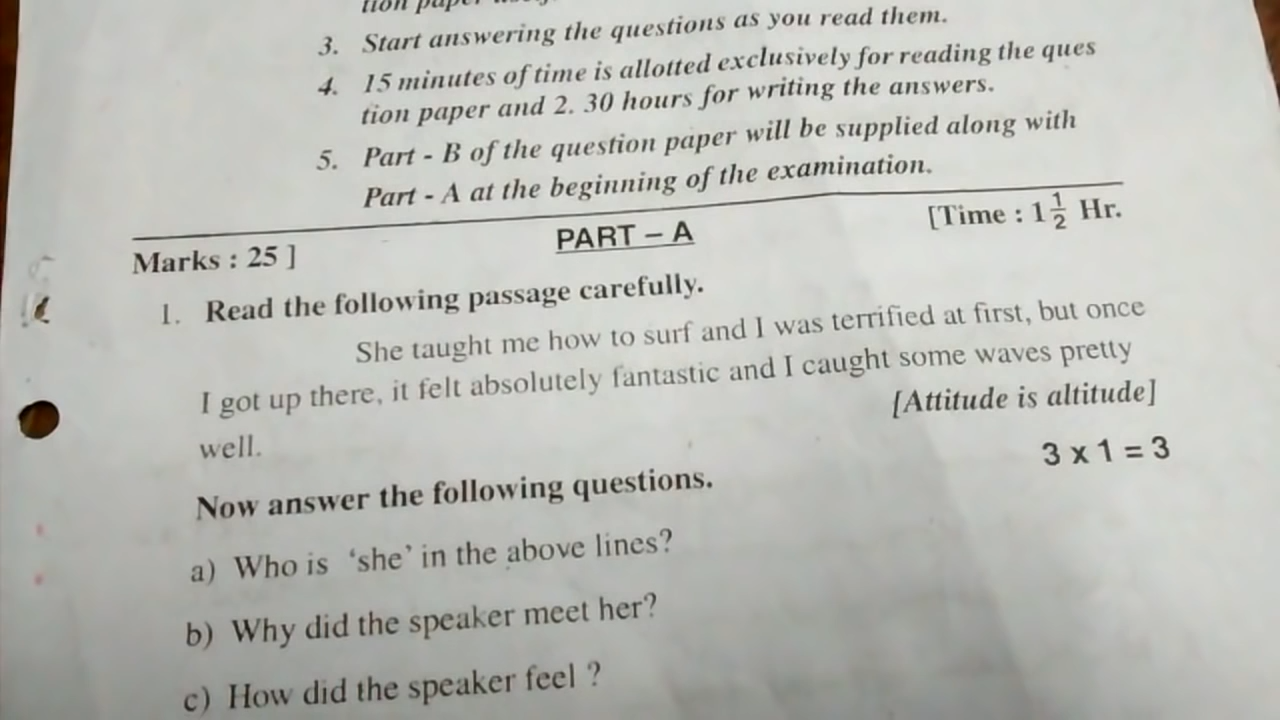 3. Start answering the questions as you read them.
4. 15 minutes of time is allotted exclusively for reading the ques
tion paper and 2. 30 hours for writing the answers.
5. Part - B of the question paper will be supplied along with
Part - A at the beginning of the examination.
Marks : 25 ] PART – A [Time : 1 1/2 Hr.
1. Read the following passage carefully.
She taught me how to surf and I was terrified at first, but once
I got up there, it felt absolutely fantastic and I caught some waves pretty
well. [Attitude is altitude]
Now answer the following questions. 3 x 1 = 3
a) Who is 'she' in the above lines?
b) Why did the speaker meet her?
c) How did the speaker feel ?